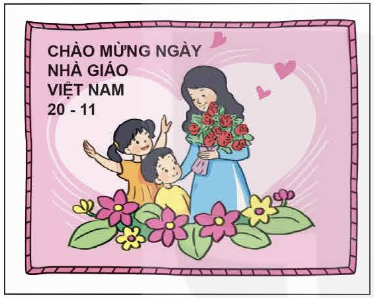 CHÀO MỪNG NGÀY
NHÀ GIÁO
VIỆT NAM
20 - 11